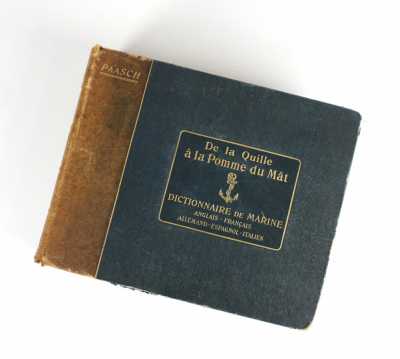 PAASCH
De la Quille
à la Pomme du Mât
DICTIONNAIRE DE MARINE
ANGLAIS - FRANÇAIS
ALLEMAND - ESPAGNOL - ITALIEN